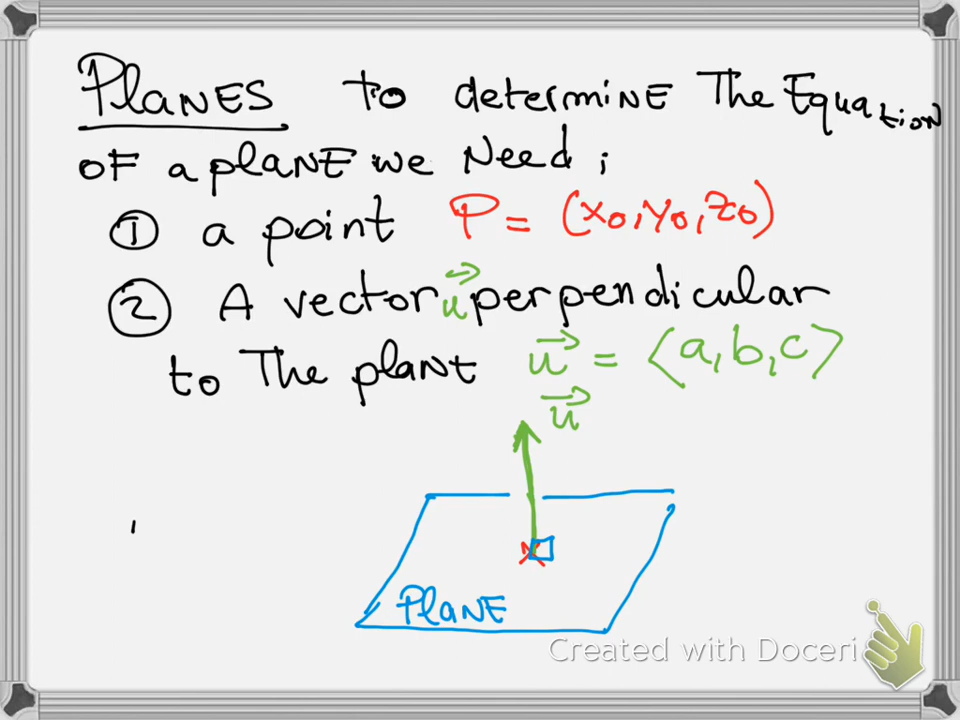 PlaNES to determiNE The Equation
OF a plaNE we Need ;
① a point P = (x₀, y₀, z₀)
② A vector u⃗ perpendicular
to The plant u⃗ = ⟨a, b, c⟩
u⃗
PlaNE
Created with Doceri